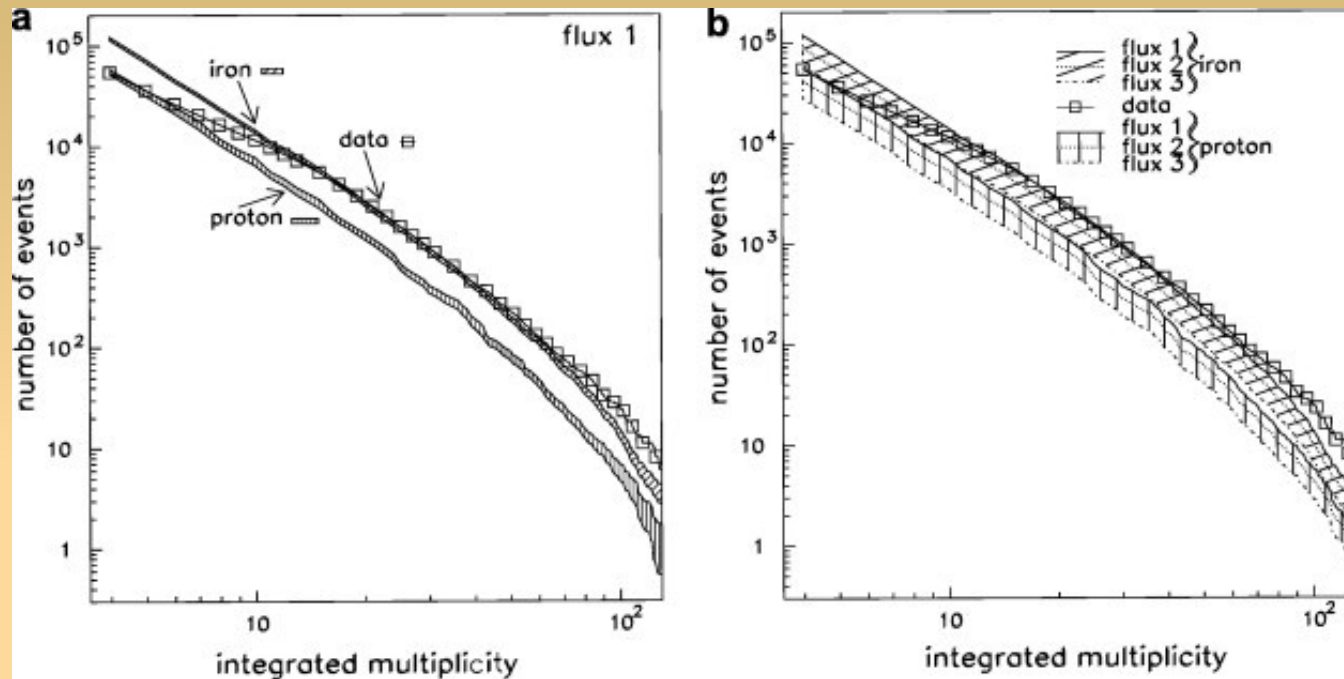 a
flux 1
10^5
10^4
10^3
10^2
10
1
iron
data
proton
number of events
10
10^2
integrated multiplicity
b
flux 1
flux 2 } iron
flux 3
data
flux 1
flux 2 } proton
flux 3
10^5
10^4
10^3
10^2
10
1
number of events
10
10^2
integrated multiplicity